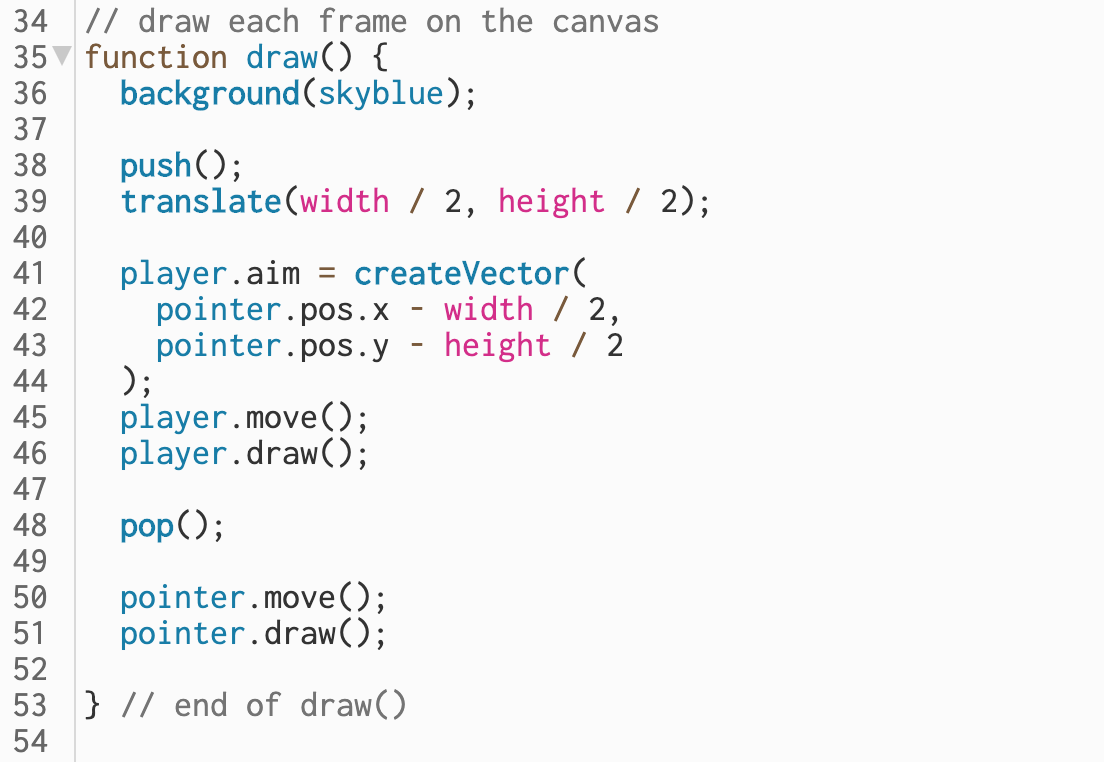 34 // draw each frame on the canvas
35 function draw() {
36   background(skyblue);
37
38   push();
39   translate(width / 2, height / 2);
40
41   player.aim = createVector(
42     pointer.pos.x - width / 2,
43     pointer.pos.y - height / 2
44   );
45   player.move();
46   player.draw();
47
48   pop();
49
50   pointer.move();
51   pointer.draw();
52
53 } // end of draw()
54